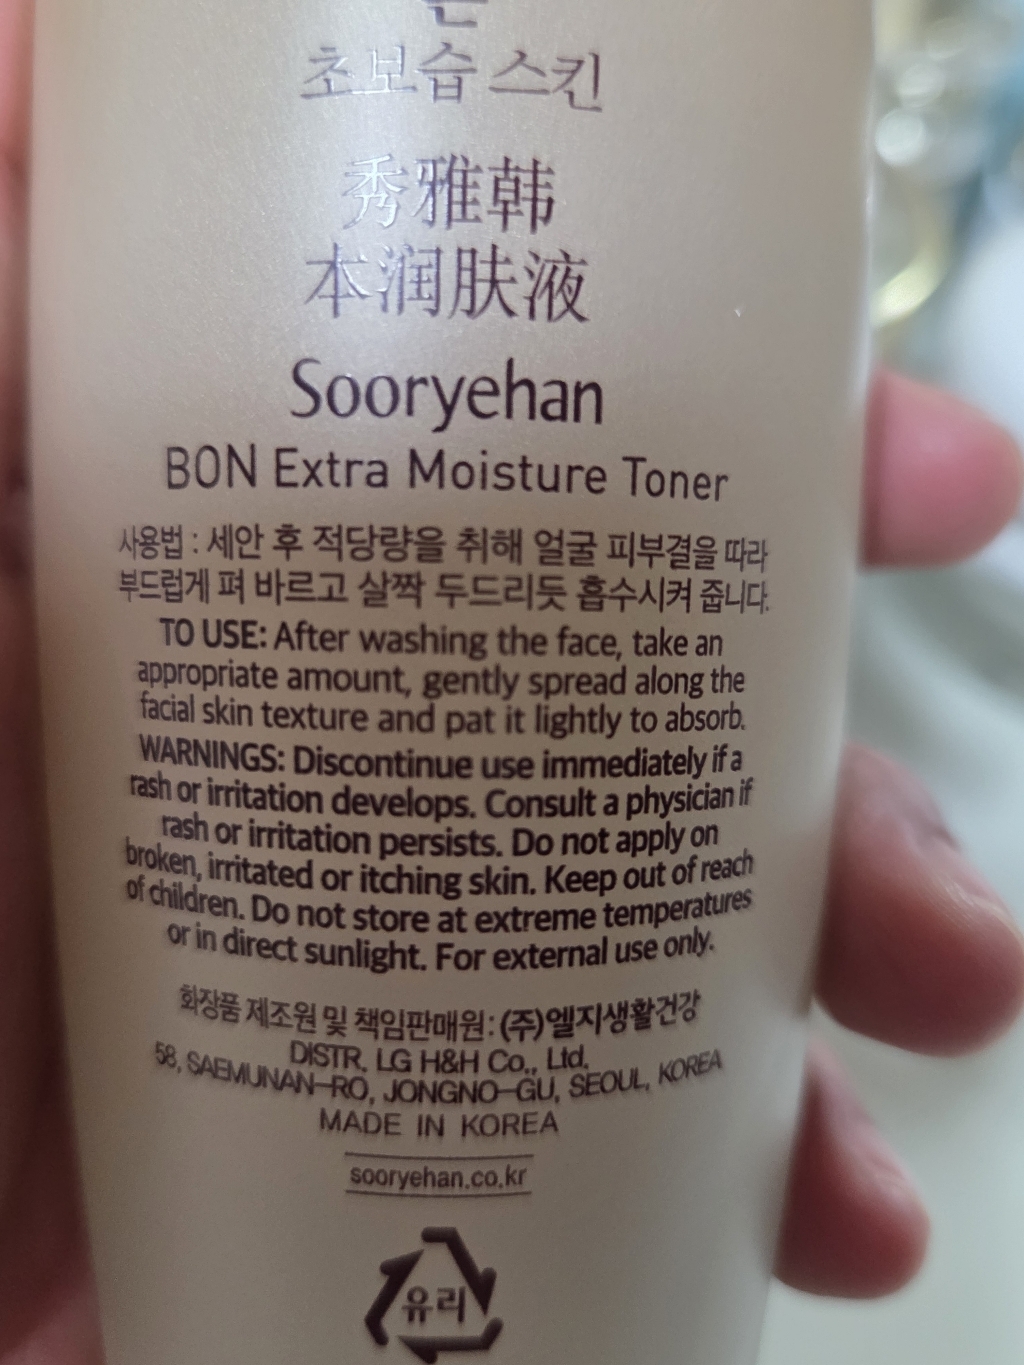 초보습 스킨
秀雅韩
本润肤液
Sooryehan
BON Extra Moisture Toner
사용법 : 세안 후 적당량을 취해 얼굴 피부결을 따라
부드럽게 펴 바르고 살짝 두드리듯 흡수시켜 줍니다.
TO USE: After washing the face, take an
appropriate amount, gently spread along the
facial skin texture and pat it lightly to absorb.
WARNINGS: Discontinue use immediately if a
rash or irritation develops. Consult a physician if
rash or irritation persists. Do not apply on
broken, irritated or itching skin. Keep out of reach
of children. Do not store at extreme temperatures
or in direct sunlight. For external use only.
화장품 제조원 및 책임판매원: (주)엘지생활건강
DISTR. LG H&H Co., Ltd.
58, SAEMUNAN-RO, JONGNO-GU, SEOUL, KOREA
MADE IN KOREA
sooryehan.co.kr
유리